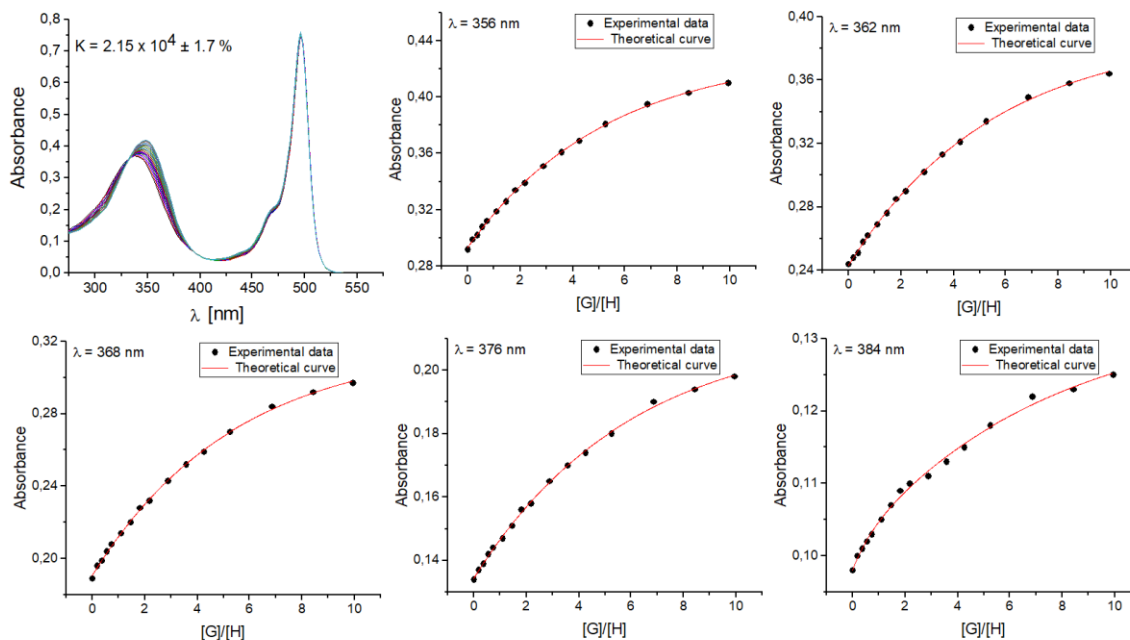 K = 2.15 x 10⁴ ± 1.7 %
Absorbance
0,8
0,7
0,6
0,5
0,4
0,3
0,2
0,1
0,0
300 350 400 450 500 550
λ [nm]
λ = 356 nm
Experimental data
Theoretical curve
Absorbance
0,44
0,40
0,36
0,32
0,28
0 2 4 6 8 10
[G]/[H]
λ = 362 nm
Experimental data
Theoretical curve
Absorbance
0,40
0,36
0,32
0,28
0,24
0 2 4 6 8 10
[G]/[H]
λ = 368 nm
Experimental data
Theoretical curve
Absorbance
0,32
0,28
0,24
0,20
0 2 4 6 8 10
[G]/[H]
λ = 376 nm
Experimental data
Theoretical curve
Absorbance
0,20
0,18
0,16
0,14
0 2 4 6 8 10
[G]/[H]
λ = 384 nm
Experimental data
Theoretical curve
Absorbance
0,13
0,12
0,11
0,10
0 2 4 6 8 10
[G]/[H]